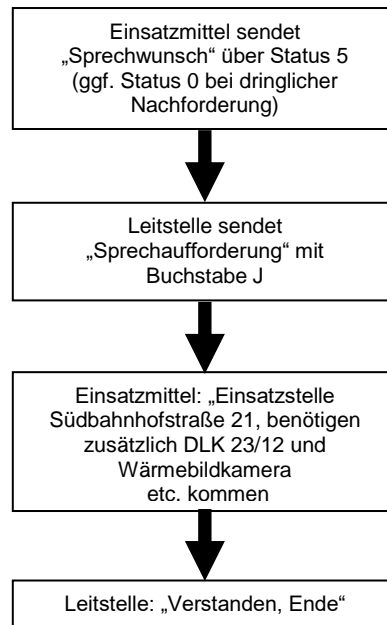 Einsatzmittel sendet
„Sprechwunsch“ über Status 5
(ggf. Status 0 bei dringlicher
Nachforderung)
Leitstelle sendet
„Sprechaufforderung“ mit
Buchstabe J
Einsatzmittel: „Einsatzstelle
Südbahnhofstraße 21, benötigen
zusätzlich DLK 23/12 und
Wärmebildkamera
etc. kommen
Leitstelle: „Verstanden, Ende“